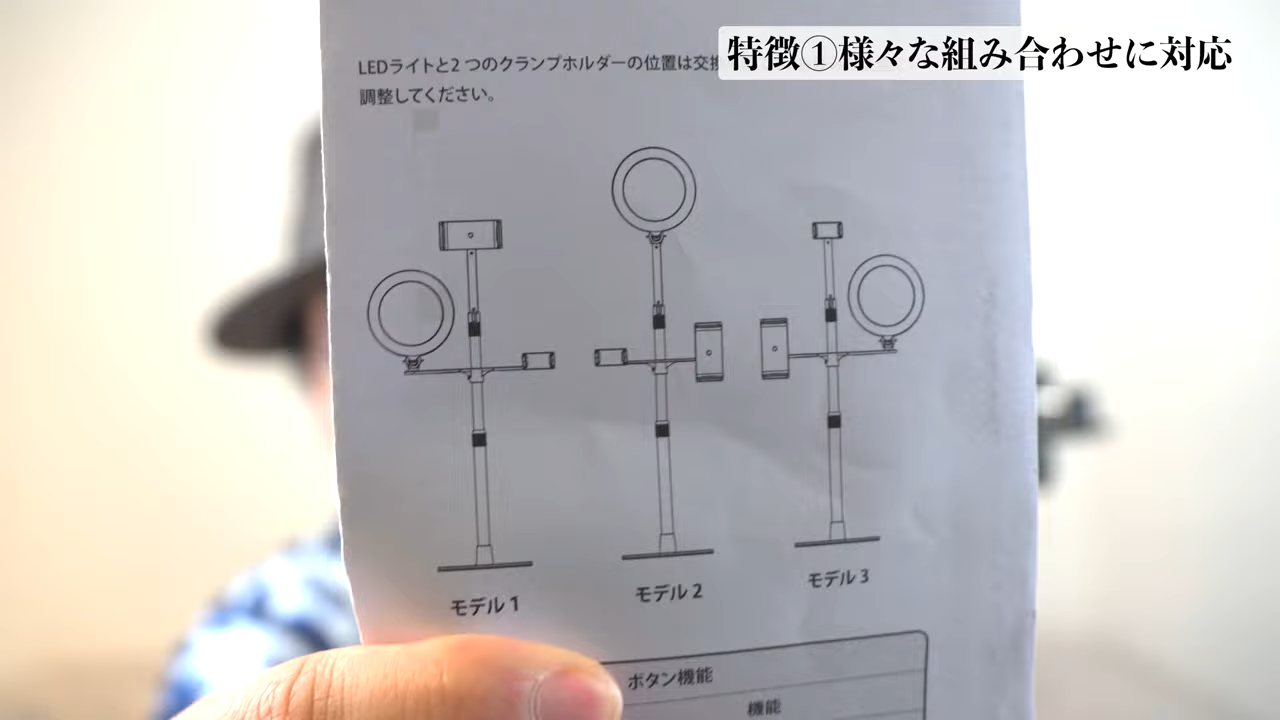 特徴①様々な組み合わせに対応
LEDライトと2つのクランプホルダーの位置は交換
調整してください。
モデル1
モデル2
モデル3
ボタン機能
機能